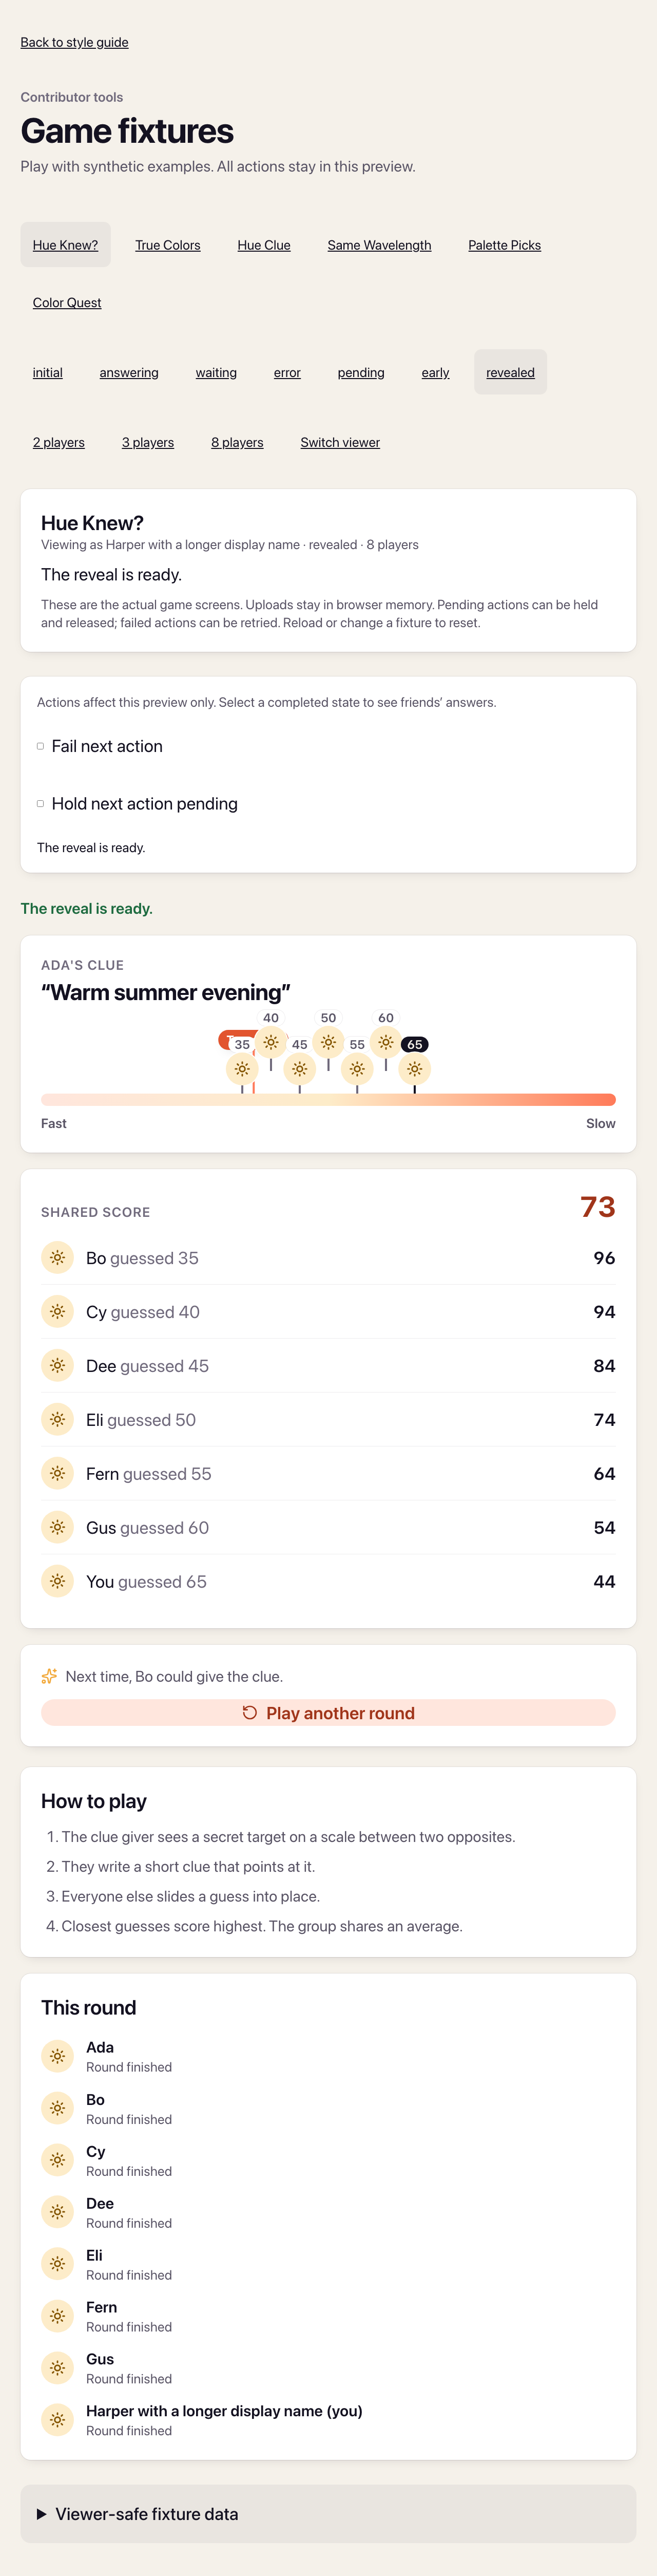 Back to style guide
Contributor tools
Game fixtures
Play with synthetic examples. All actions stay in this preview.
Hue Knew? True Colors Hue Clue Same Wavelength Palette Picks
Color Quest
initial answering waiting error pending early revealed
2 players 3 players 8 players Switch viewer
Hue Knew?
Viewing as Harper with a longer display name · revealed · 8 players
The reveal is ready.
These are the actual game screens. Uploads stay in browser memory. Pending actions can be held
and released; failed actions can be retried. Reload or change a fixture to reset.
Actions affect this preview only. Select a completed state to see friends’ answers.
Fail next action
Hold next action pending
The reveal is ready.
The reveal is ready.
ADA'S CLUE
“Warm summer evening”
40 50 60
35 45 55 65
Fast Slow
SHARED SCORE 73
Bo guessed 35 96
Cy guessed 40 94
Dee guessed 45 84
Eli guessed 50 74
Fern guessed 55 64
Gus guessed 60 54
You guessed 65 44
Next time, Bo could give the clue.
Play another round
How to play
1. The clue giver sees a secret target on a scale between two opposites.
2. They write a short clue that points at it.
3. Everyone else slides a guess into place.
4. Closest guesses score highest. The group shares an average.
This round
Ada
Round finished
Bo
Round finished
Cy
Round finished
Dee
Round finished
Eli
Round finished
Fern
Round finished
Gus
Round finished
Harper with a longer display name (you)
Round finished
Viewer-safe fixture data